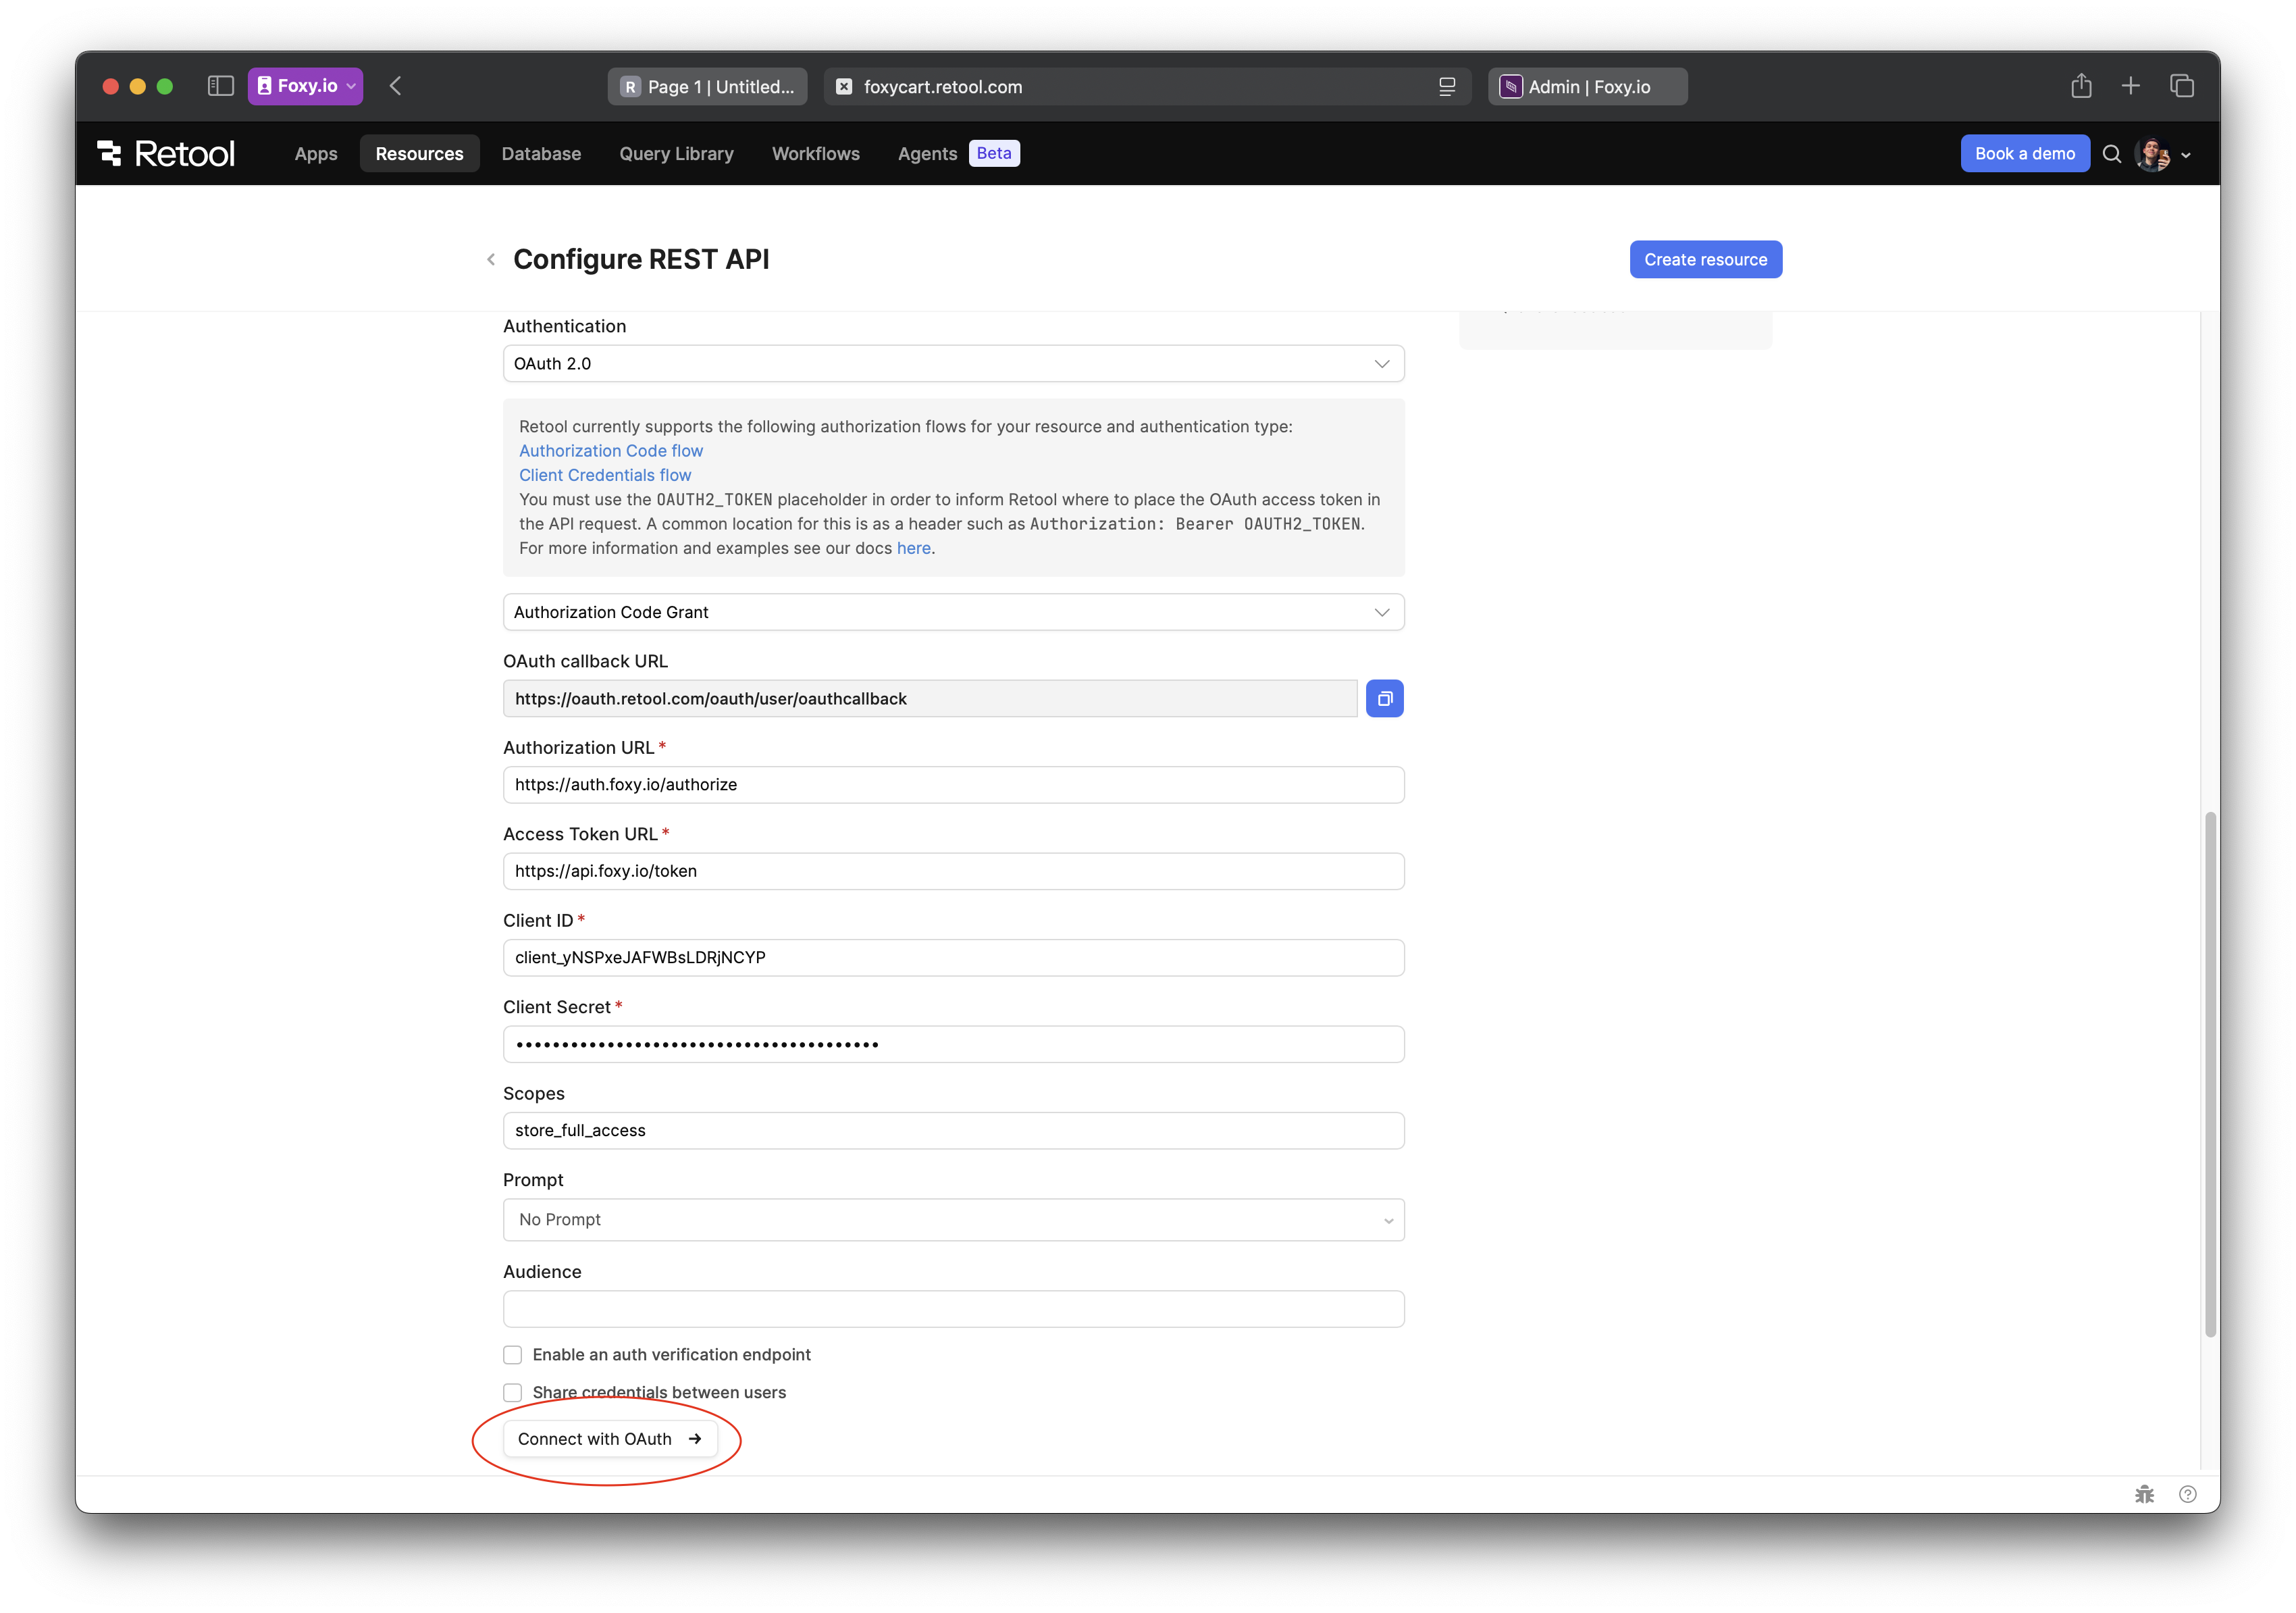 Foxy.io
R Page 1 | Untitled...
foxycart.retool.com
Admin | Foxy.io
Retool
Apps
Resources
Database
Query Library
Workflows
Agents
Beta
Book a demo
Configure REST API
Create resource
Authentication
OAuth 2.0
Retool currently supports the following authorization flows for your resource and authentication type:
Authorization Code flow
Client Credentials flow
You must use the OAUTH2_TOKEN placeholder in order to inform Retool where to place the OAuth access token in
the API request. A common location for this is as a header such as Authorization: Bearer OAUTH2_TOKEN.
For more information and examples see our docs here.
Authorization Code Grant
OAuth callback URL
https://oauth.retool.com/oauth/user/oauthcallback
Authorization URL *
https://auth.foxy.io/authorize
Access Token URL *
https://api.foxy.io/token
Client ID *
client_yNSPxeJAFWBsLDRjNCYP
Client Secret *
••••••••••••••••••••••••••••••••••••••••
Scopes
store_full_access
Prompt
No Prompt
Audience
Enable an auth verification endpoint
Share credentials between users
Connect with OAuth →